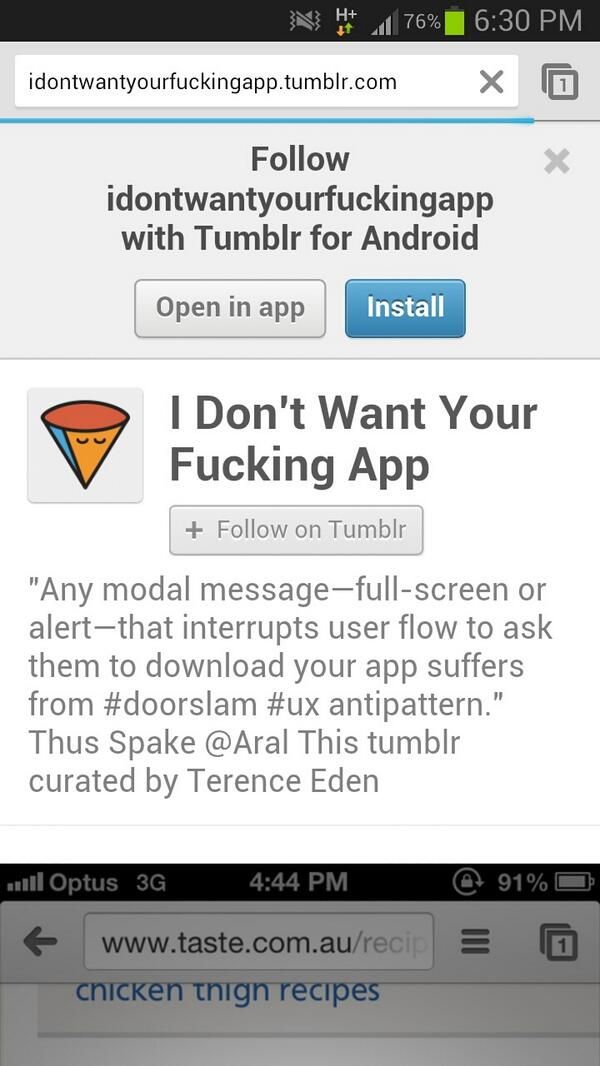 H+ 76% 6:30 PM
idontwantyourfuckingapp.tumblr.com 1
Follow
idontwantyourfuckingapp
with Tumblr for Android
Open in app Install
I Don't Want Your
Fucking App
+ Follow on Tumblr
"Any modal message—full-screen or
alert—that interrupts user flow to ask
them to download your app suffers
from #doorslam #ux antipattern."
Thus Spake @Aral This tumblr
curated by Terence Eden
Optus 3G 4:44 PM 91%
www.taste.com.au/recip 1
chicken thigh recipes